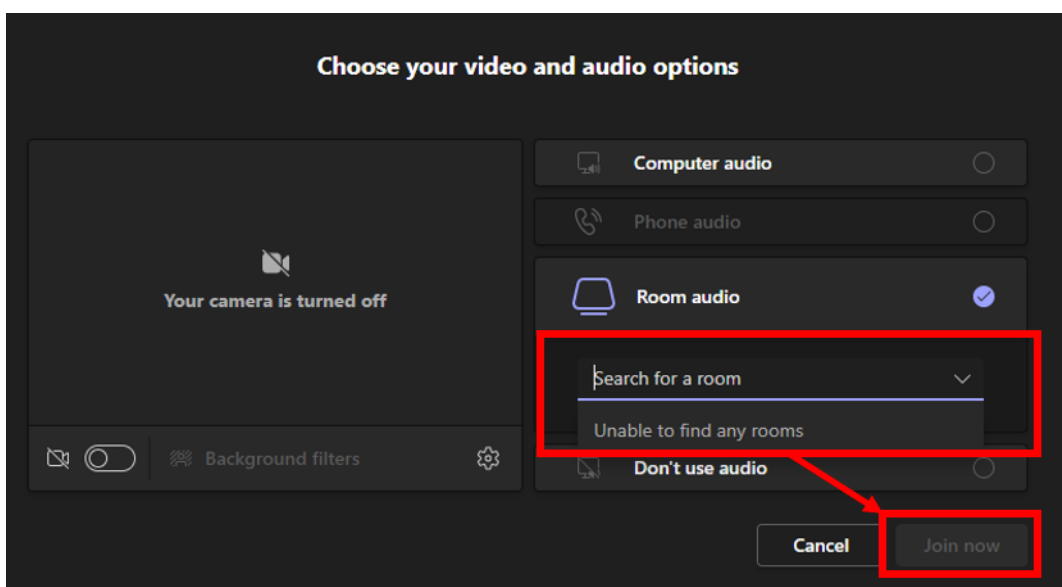 Choose your video and audio options
Your camera is turned off
Background filters
Computer audio
Phone audio
Room audio
Search for a room
Unable to find any rooms
Don't use audio
Cancel
Join now